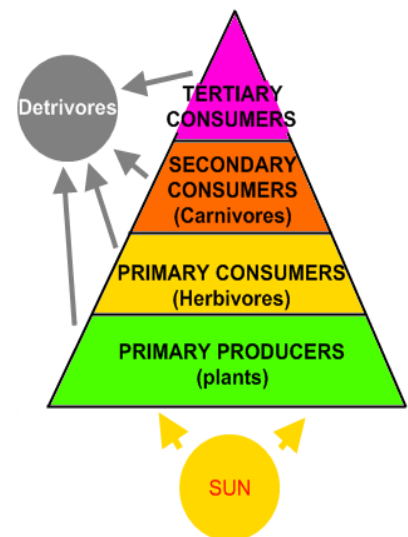 Detrivores
TERTIARY
CONSUMERS
SECONDARY
CONSUMERS
(Carnivores)
PRIMARY CONSUMERS
(Herbivores)
PRIMARY PRODUCERS
(plants)
SUN